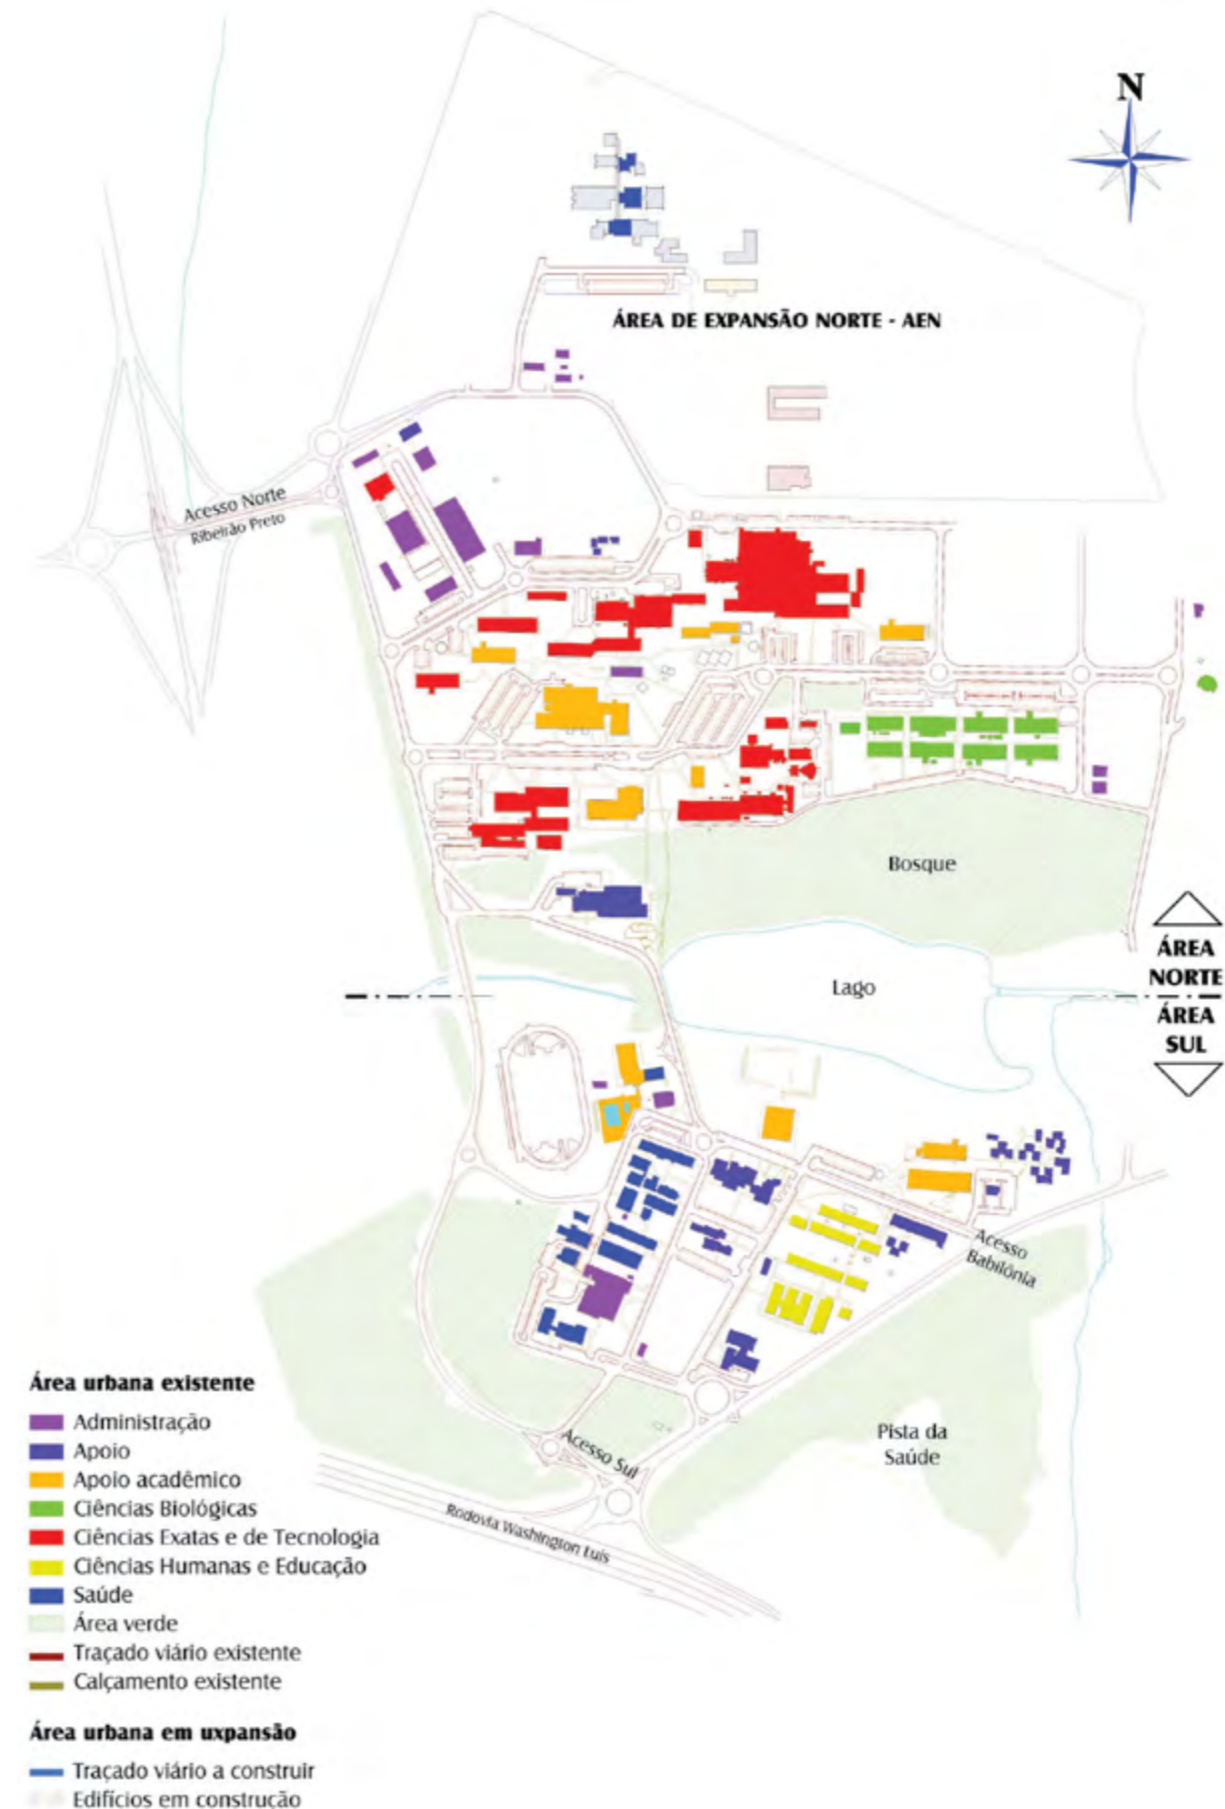 N
ÁREA DE EXPANSÃO NORTE - AEN
Acesso Norte
Ribeirão Preto
Bosque
ÁREA
NORTE
Lago
ÁREA
SUL
Acesso
Babilônia
Pista da
Saúde
Acesso Sul
Rodovia Washington Luís
Área urbana existente
Administração
Apoio
Apoio acadêmico
Ciências Biológicas
Ciências Exatas e de Tecnologia
Ciências Humanas e Educação
Saúde
Área verde
Traçado viário existente
Calçamento existente
Área urbana em uxpansão
Traçado viário a construir
Edifícios em construção